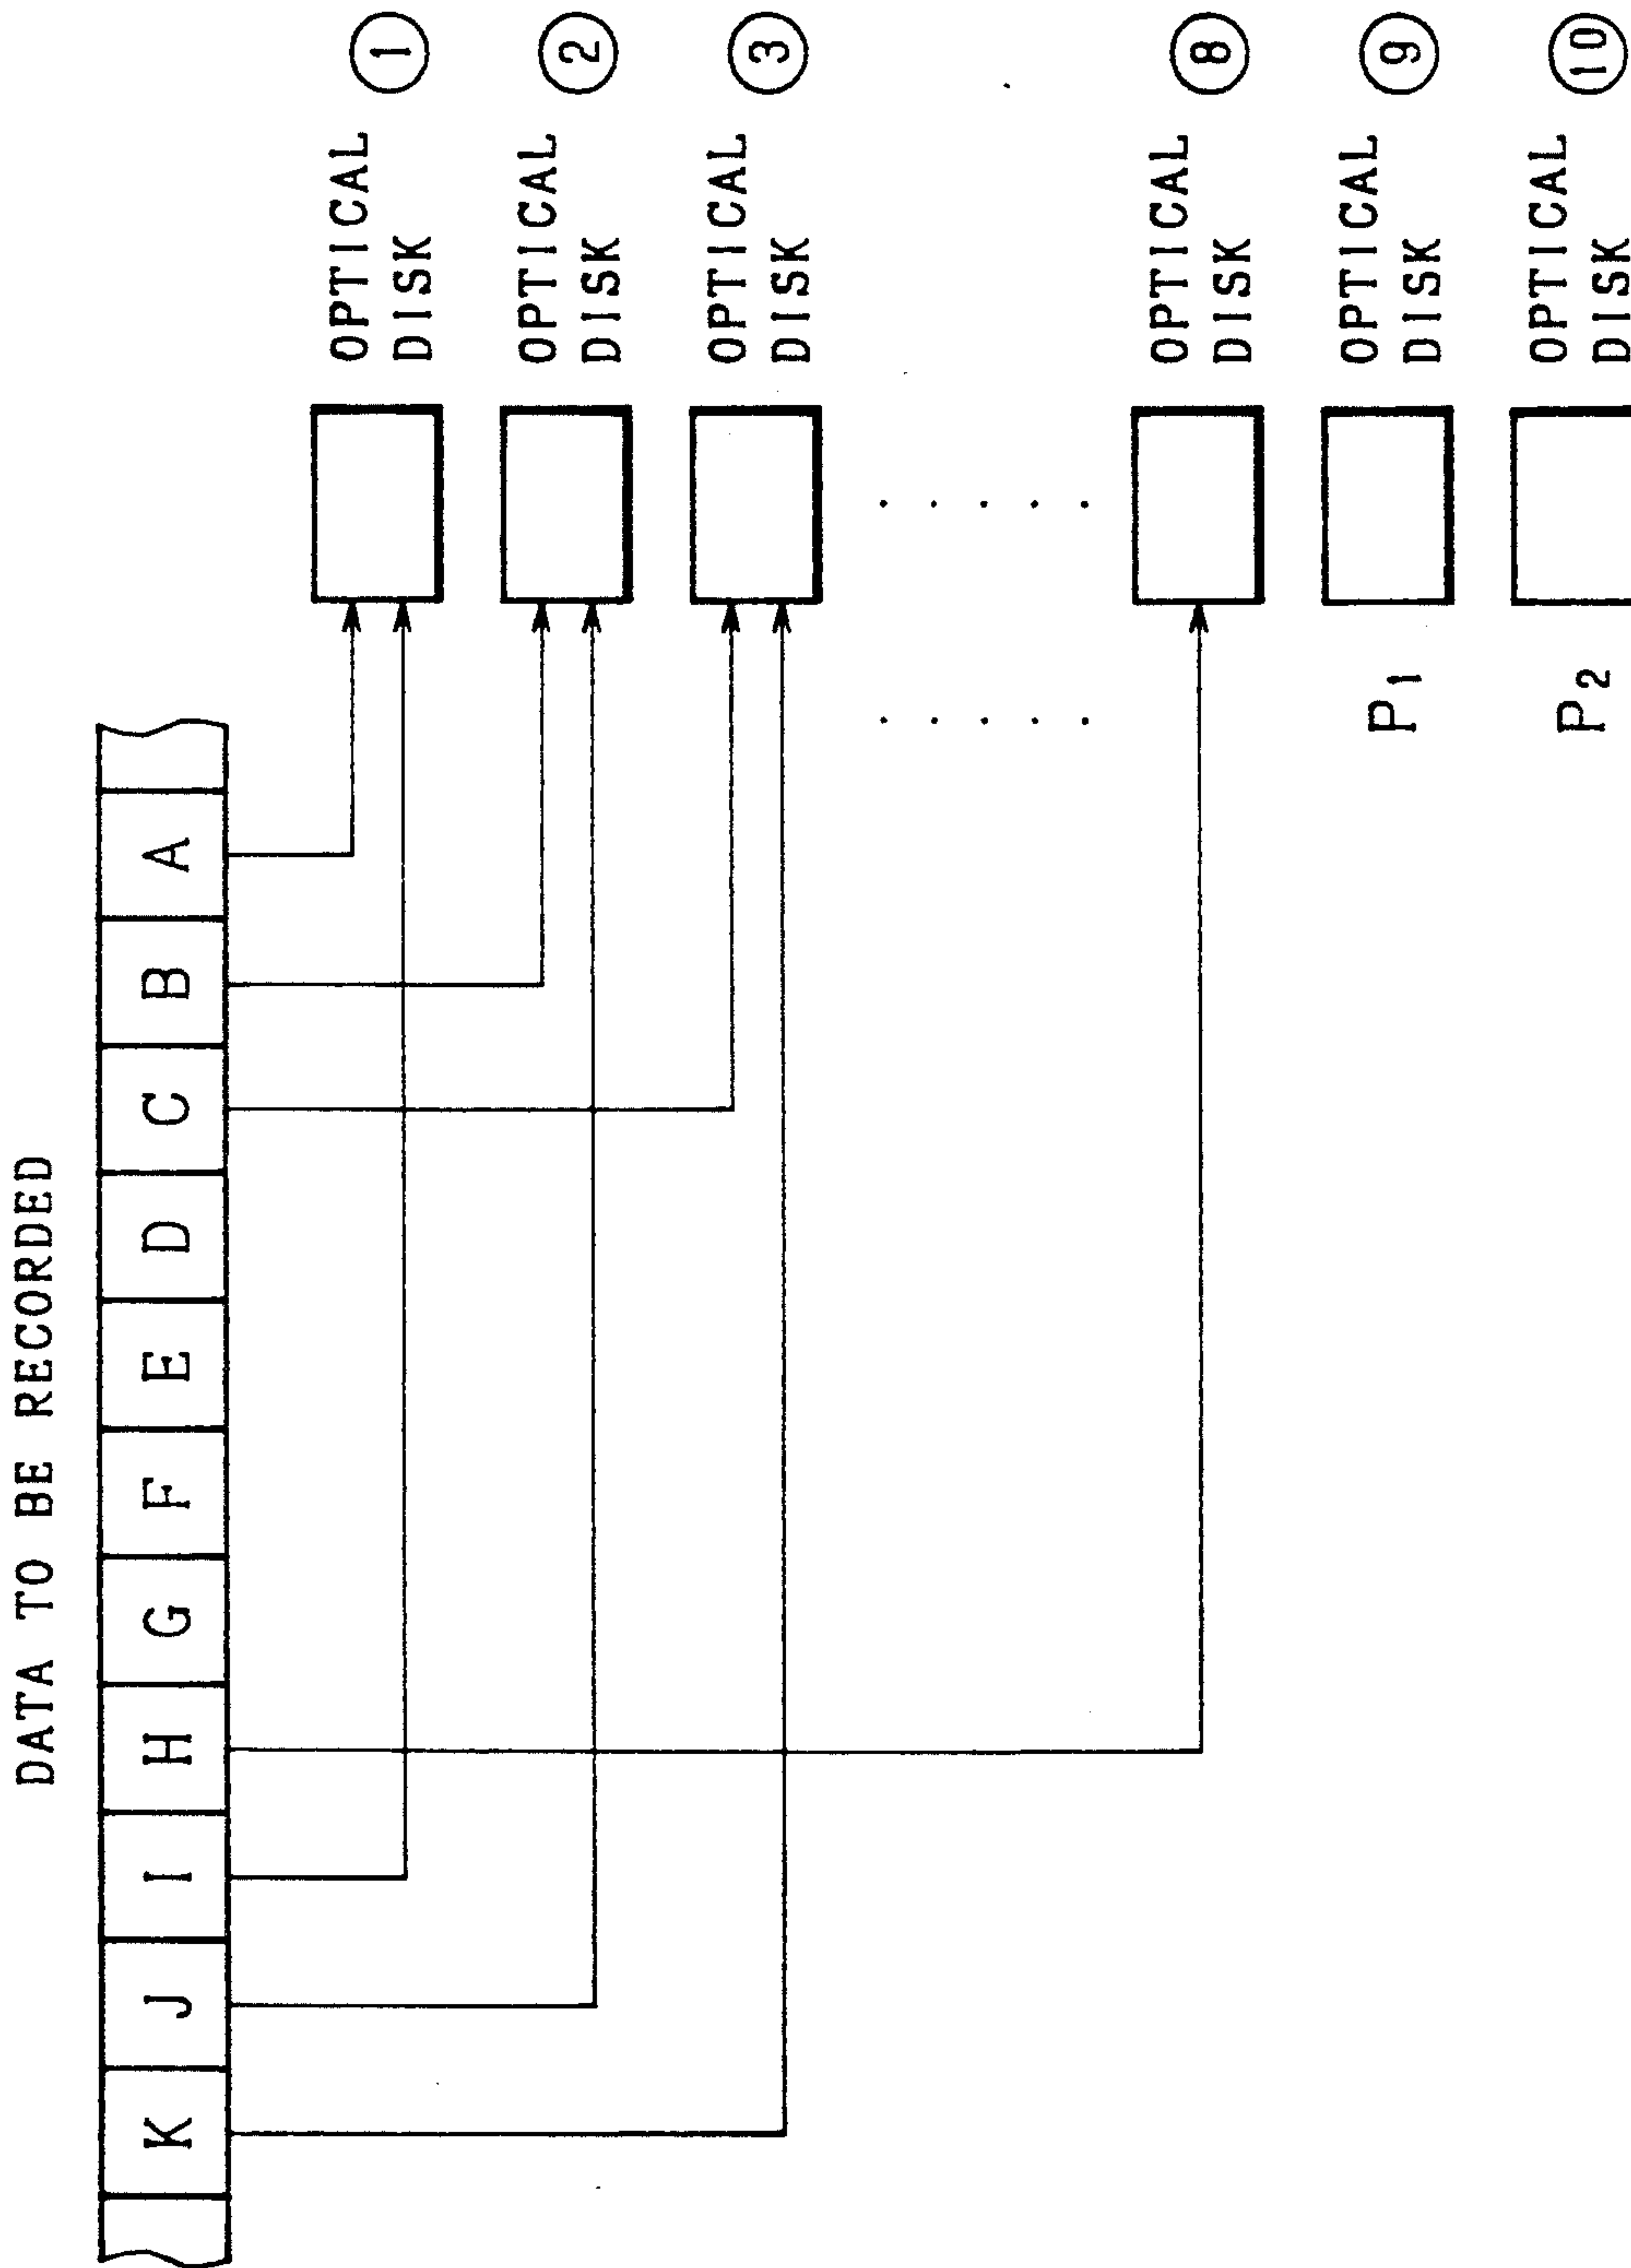 DATA TO BE RECORDED
K J I H G F E D C B A
OPTICAL
DISK ①
OPTICAL
DISK ②
OPTICAL
DISK ③
OPTICAL
DISK ⑧
P1 OPTICAL
DISK ⑨
P2 OPTICAL
DISK ⑩